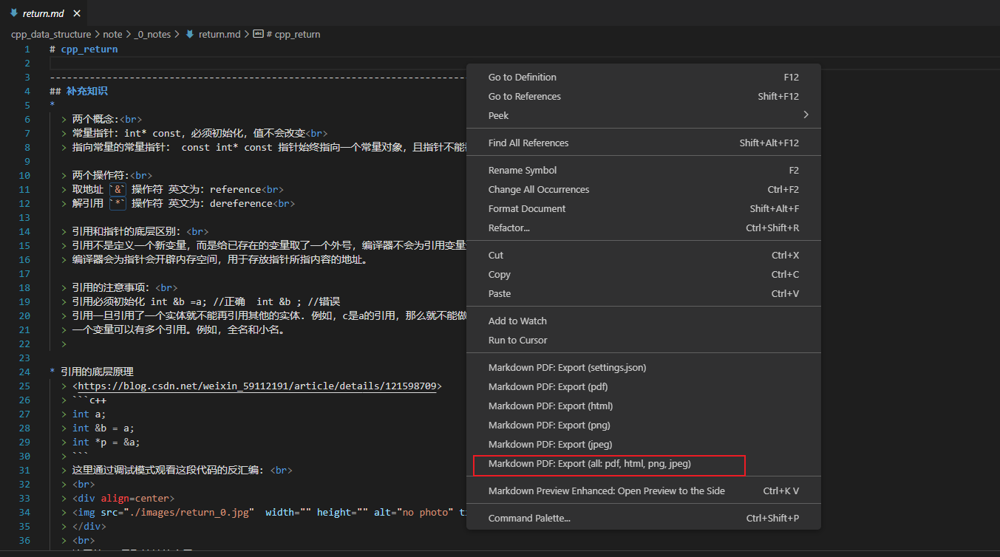 return.md
cpp_data_structure > note > _0_notes > return.md > # cpp_return
1 # cpp_return
2
3 --------------------------------------------------------------------------
4 ## 补充知识
5 *
6 > 两个概念:<br>
7 > 常量指针: int* const, 必须初始化, 值不会改变<br>
8 > 指向常量的常量指针:  const int* const 指针始终指向一个常量对象, 且指针不能
9
10 > 两个操作符:<br>
11 > 取地址 `&` 操作符 英文为: reference<br>
12 > 解引用 `*` 操作符 英文为: dereference<br>
13
14 > 引用和指针的底层区别: <br>
15 > 引用不是定义一个新变量, 而是给已存在的变量取了一个外号, 编译器不会为引用变量
16 > 编译器会为指针会开辟内存空间, 用于存放指针所指内容的地址。
17
18 > 引用的注意事项: <br>
19 > 引用必须初始化 int &b =a; //正确  int &b ; //错误
20 > 引用一旦引用了一个实体就不能再引用其他的实体. 例如, c是a的引用, 那么就不能做
21 > 一个变量可以有多个引用。例如, 全名和小名。
22 >
23
24 * 引用的底层原理
25 > <https://blog.csdn.net/weixin_59112191/article/details/121598709>
26 > ```c++
27 > int a;
28 > int &b = a;
29 > int *p = &a;
30 > ```
31 > 这里通过调试模式观看这段代码的反汇编: <br>
32 > <br>
33 > <div align=center>
34 > <img src="./images/return_0.jpg"  width="" height="" alt="no photo" ti
35 > </div>
36 > <br>
Go to Definition F12
Go to References Shift+F12
Peek >
Find All References Shift+Alt+F12
Rename Symbol F2
Change All Occurrences Ctrl+F2
Format Document Shift+Alt+F
Refactor... Ctrl+Shift+R
Cut Ctrl+X
Copy Ctrl+C
Paste Ctrl+V
Add to Watch
Run to Cursor
Markdown PDF: Export (settings.json)
Markdown PDF: Export (pdf)
Markdown PDF: Export (html)
Markdown PDF: Export (png)
Markdown PDF: Export (jpeg)
Markdown PDF: Export (all: pdf, html, png, jpeg)
Markdown Preview Enhanced: Open Preview to the Side Ctrl+K V
Command Palette... Ctrl+Shift+P